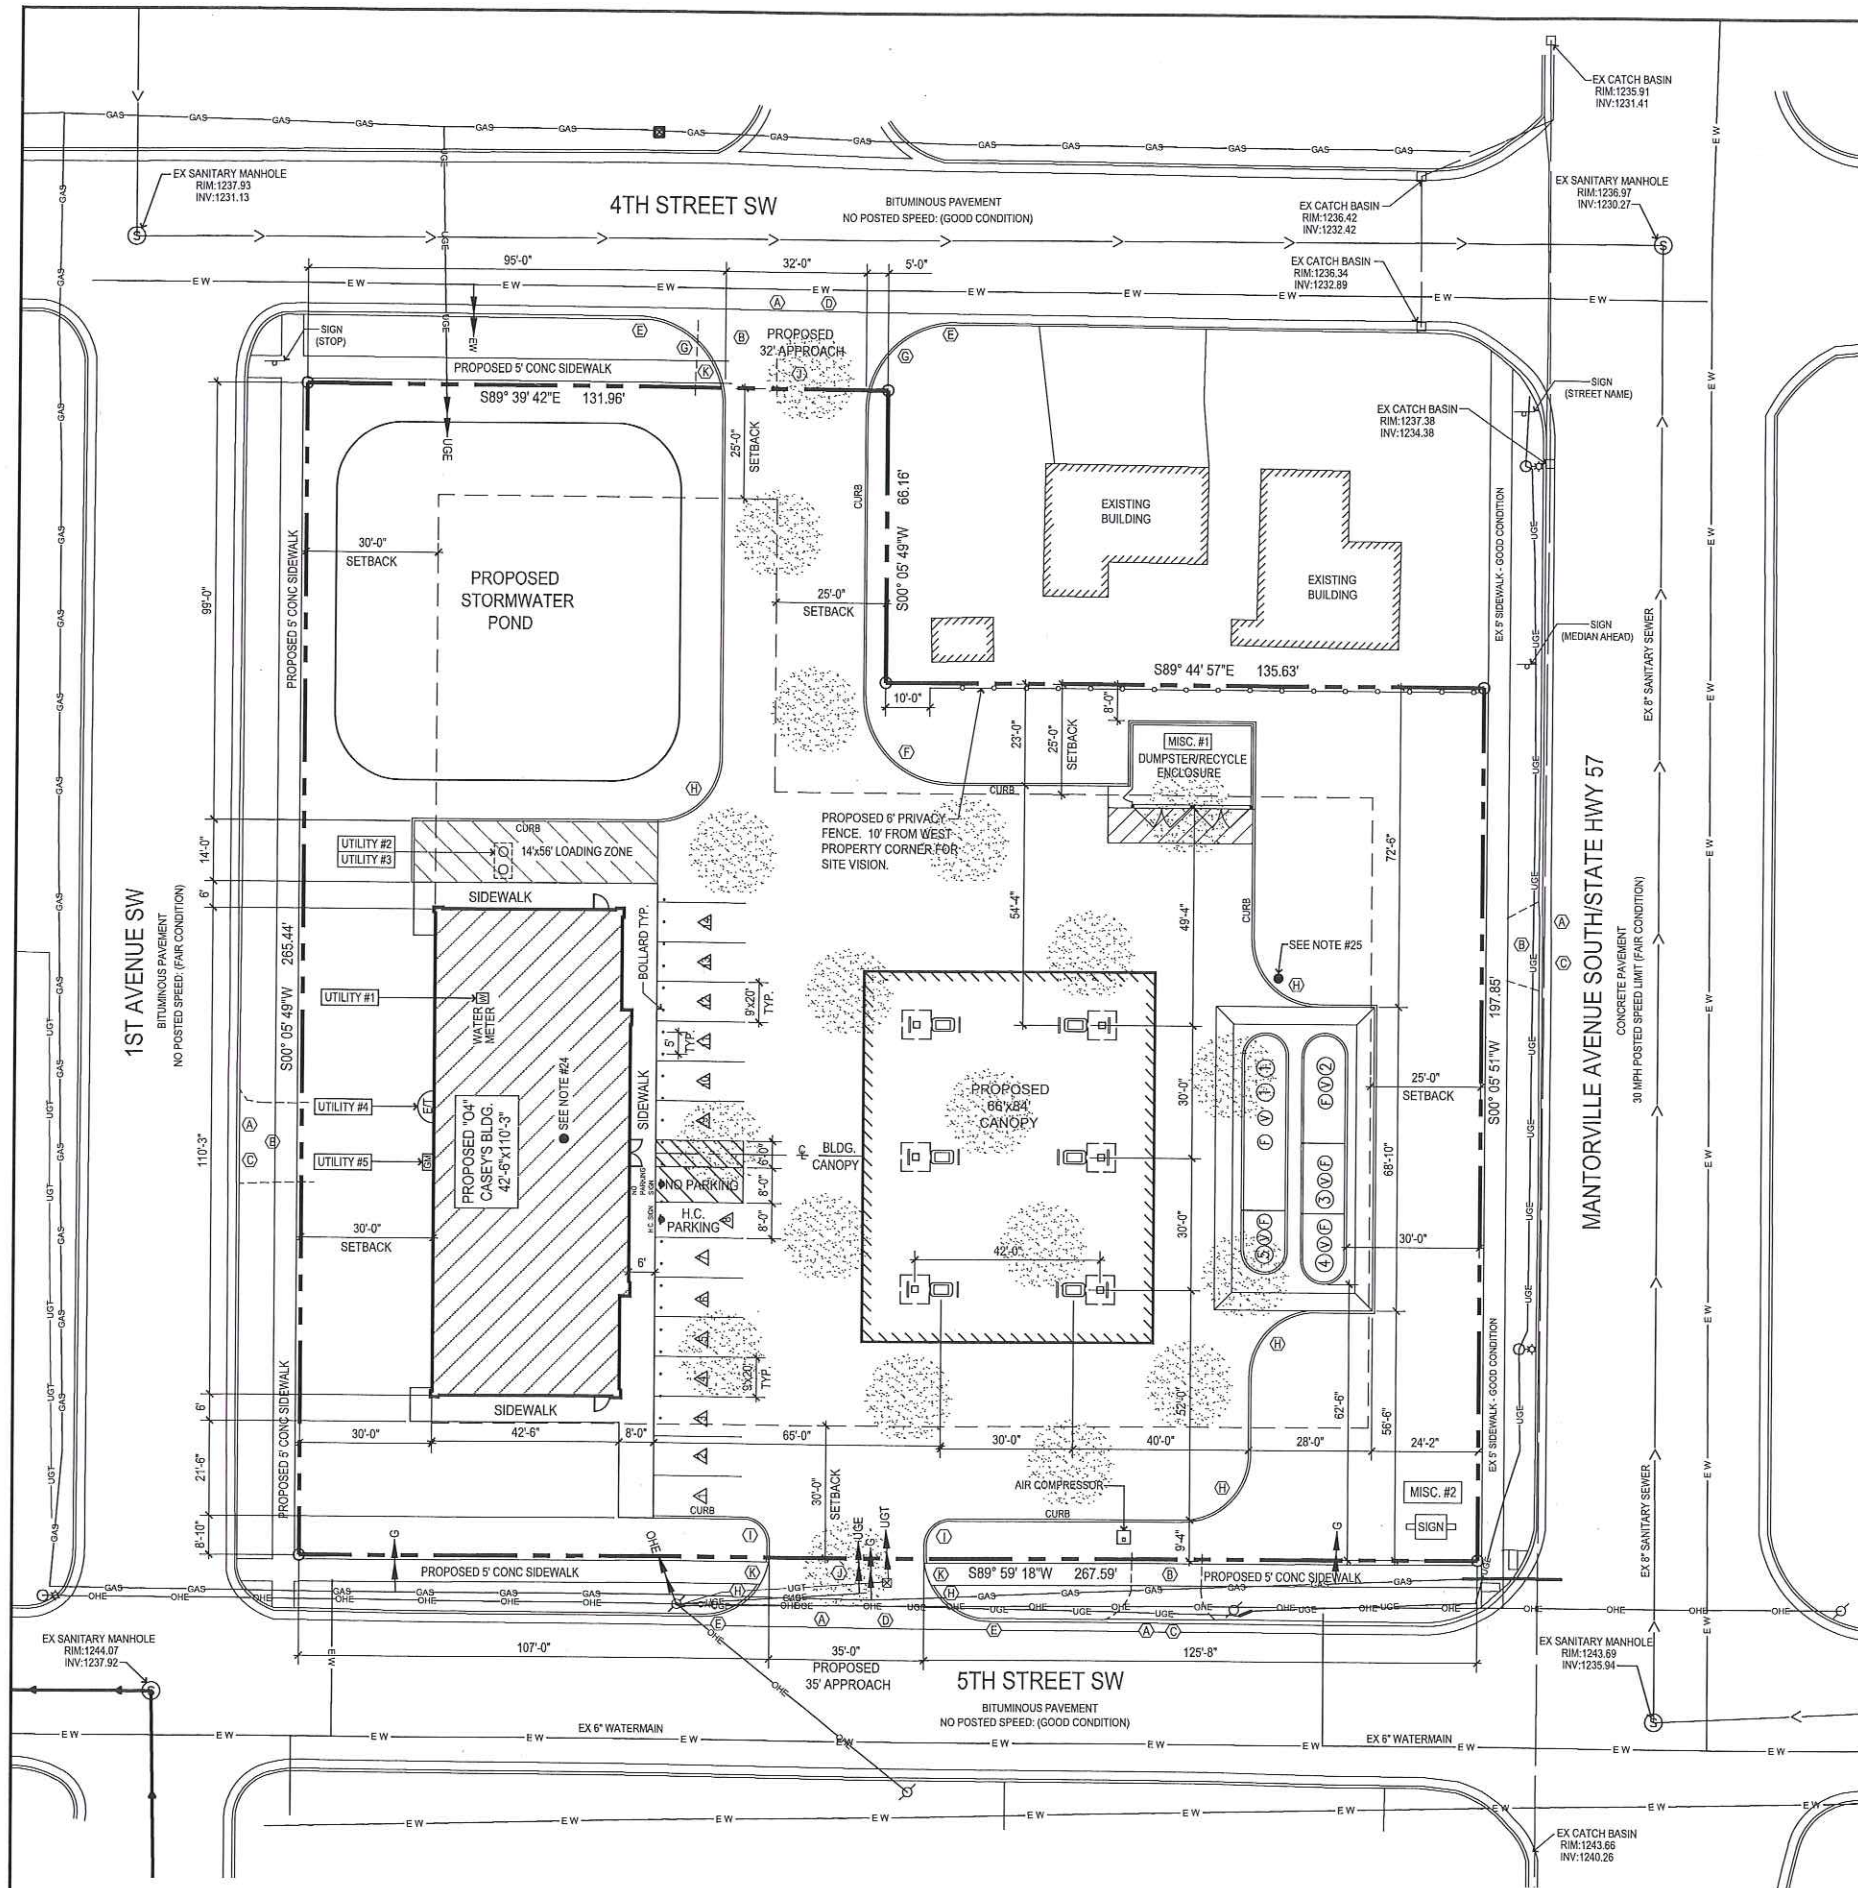 EX CATCH BASIN
RIM:1235.91
INV:1231.41
EX SANITARY MANHOLE
RIM:1237.93
INV:1231.13
4TH STREET SW
BITUMINOUS PAVEMENT
NO POSTED SPEED: (GOOD CONDITION)
EX CATCH BASIN
RIM:1236.42
INV:1232.42
EX SANITARY MANHOLE
RIM:1236.97
INV:1230.27
EX CATCH BASIN
RIM:1236.34
INV:1232.89
95'-0"
32'-0"
5'-0"
SIGN
(STOP)
PROPOSED
32' APPROACH
PROPOSED 5' CONC SIDEWALK
S89° 39' 42"E 131.96'
SIGN
(STREET NAME)
EX CATCH BASIN
RIM:1237.38
INV:1234.38
25'-0"
SETBACK
CURB
S00° 05' 49"W 66.16'
EXISTING
BUILDING
EXISTING
BUILDING
EX 5' SIDEWALK - GOOD CONDITION
30'-0"
SETBACK
PROPOSED
STORMWATER
POND
25'-0"
SETBACK
99'-0"
PROPOSED 5' CONC SIDEWALK
SIGN
(MEDIAN AHEAD)
EX 8" SANITARY SEWER
S89° 44' 57"E 135.63'
10'-0"
23'-0"
25'-0"
SETBACK
8'-0"
MISC. #1
DUMPSTER/RECYCLE
ENCLOSURE
CURB
PROPOSED 6' PRIVACY
FENCE. 10' FROM WEST
PROPERTY CORNER FOR
SITE VISION.
UTILITY #2
UTILITY #3
CURB
14'x56' LOADING ZONE
14'-0"
6'
SIDEWALK
72'-6"
1ST AVENUE SW
BITUMINOUS PAVEMENT
NO POSTED SPEED: (FAIR CONDITION)
S00° 05' 49"W 265.44'
BOLLARD TYP.
54'-4"
49'-4"
CURB
SEE NOTE #25
MANTORVILLE AVENUE SOUTH/STATE HWY 57
CONCRETE PAVEMENT
30 MPH POSTED SPEED LIMIT (FAIR CONDITION)
UTILITY #1
WATER
METER
9'x20'
TYP.
5'
TYP.
SEE NOTE #24
SIDEWALK
PROPOSED
66'x84'
CANOPY
30'-0"
25'-0"
SETBACK
S00° 05' 51"W 197.85'
UTILITY #4
E/T
PROPOSED "O4"
CASEY'S BLDG.
42'-6"x110'-3"
110'-3"
UTILITY #5
GM
BLDG.
CANOPY
6'-0"
8'-0"
8'-0"
NO PARKING
NO PARKING SIGN
H.C. SIGN
H.C.
PARKING
68'-10"
30'-0"
SETBACK
30'-0"
30'-0"
42'-0"
6'
9'x20'
TYP.
SIDEWALK
6'
PROPOSED 5' CONC SIDEWALK
52'-0"
62'-6"
56'-6"
EX 5' SIDEWALK - GOOD CONDITION
30'-0"
42'-6"
8'-0"
65'-0"
30'-0"
40'-0"
28'-0"
24'-2"
21'-6"
30'-0"
SETBACK
AIR COMPRESSOR
MISC. #2
SIGN
CURB
CURB
8'-10"
9'-4"
EX 8" SANITARY SEWER
PROPOSED 5' CONC SIDEWALK
S89° 59' 18"W 267.59'
PROPOSED 5' CONC SIDEWALK
EX SANITARY MANHOLE
RIM:1244.07
INV:1237.92
107'-0"
35'-0"
125'-8"
PROPOSED
35' APPROACH
5TH STREET SW
BITUMINOUS PAVEMENT
NO POSTED SPEED: (GOOD CONDITION)
EX SANITARY MANHOLE
RIM:1243.69
INV:1235.94
EX 6" WATERMAIN
EX 6" WATERMAIN
EX CATCH BASIN
RIM:1243.66
INV:1240.26